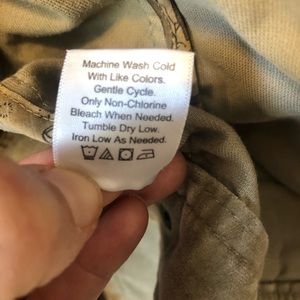 Machine Wash Cold
With Like Colors.
Gentle Cycle.
Only Non-Chlorine
Bleach When Needed.
Tumble Dry Low.
Iron Low As Needed.